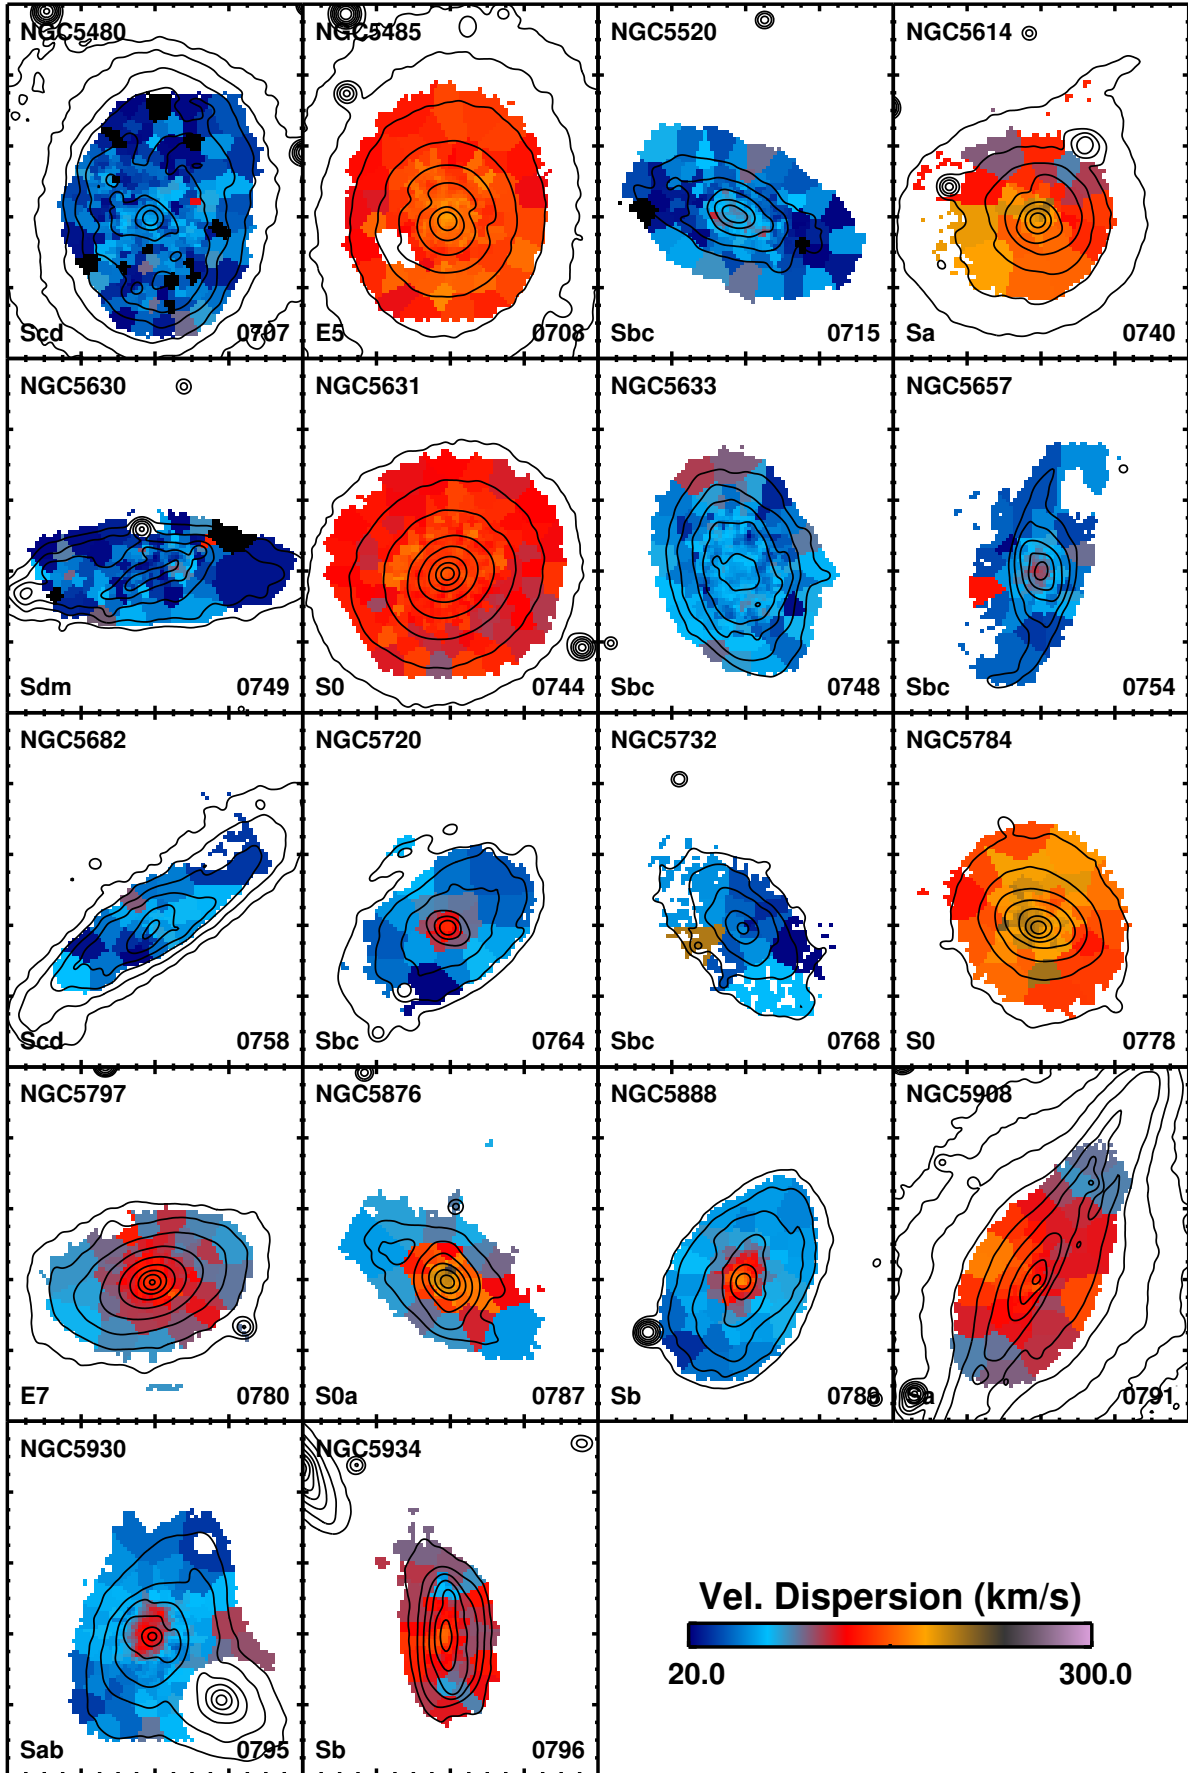 NGC5480
NGC5485
NGC5520
NGC5614
Scd
0707
E5
0708
Sbc
0715
Sa
0740
NGC5630
NGC5631
NGC5633
NGC5657
Sdm
0749
S0
0744
Sbc
0748
Sbc
0754
NGC5682
NGC5720
NGC5732
NGC5784
Scd
0758
Sbc
0764
Sbc
0768
S0
0778
NGC5797
NGC5876
NGC5888
NGC5908
E7
0780
S0a
0787
Sb
0789
Sa
0791
NGC5930
NGC5934
Sab
0795
Sb
0796
Vel. Dispersion (km/s)
20.0
300.0